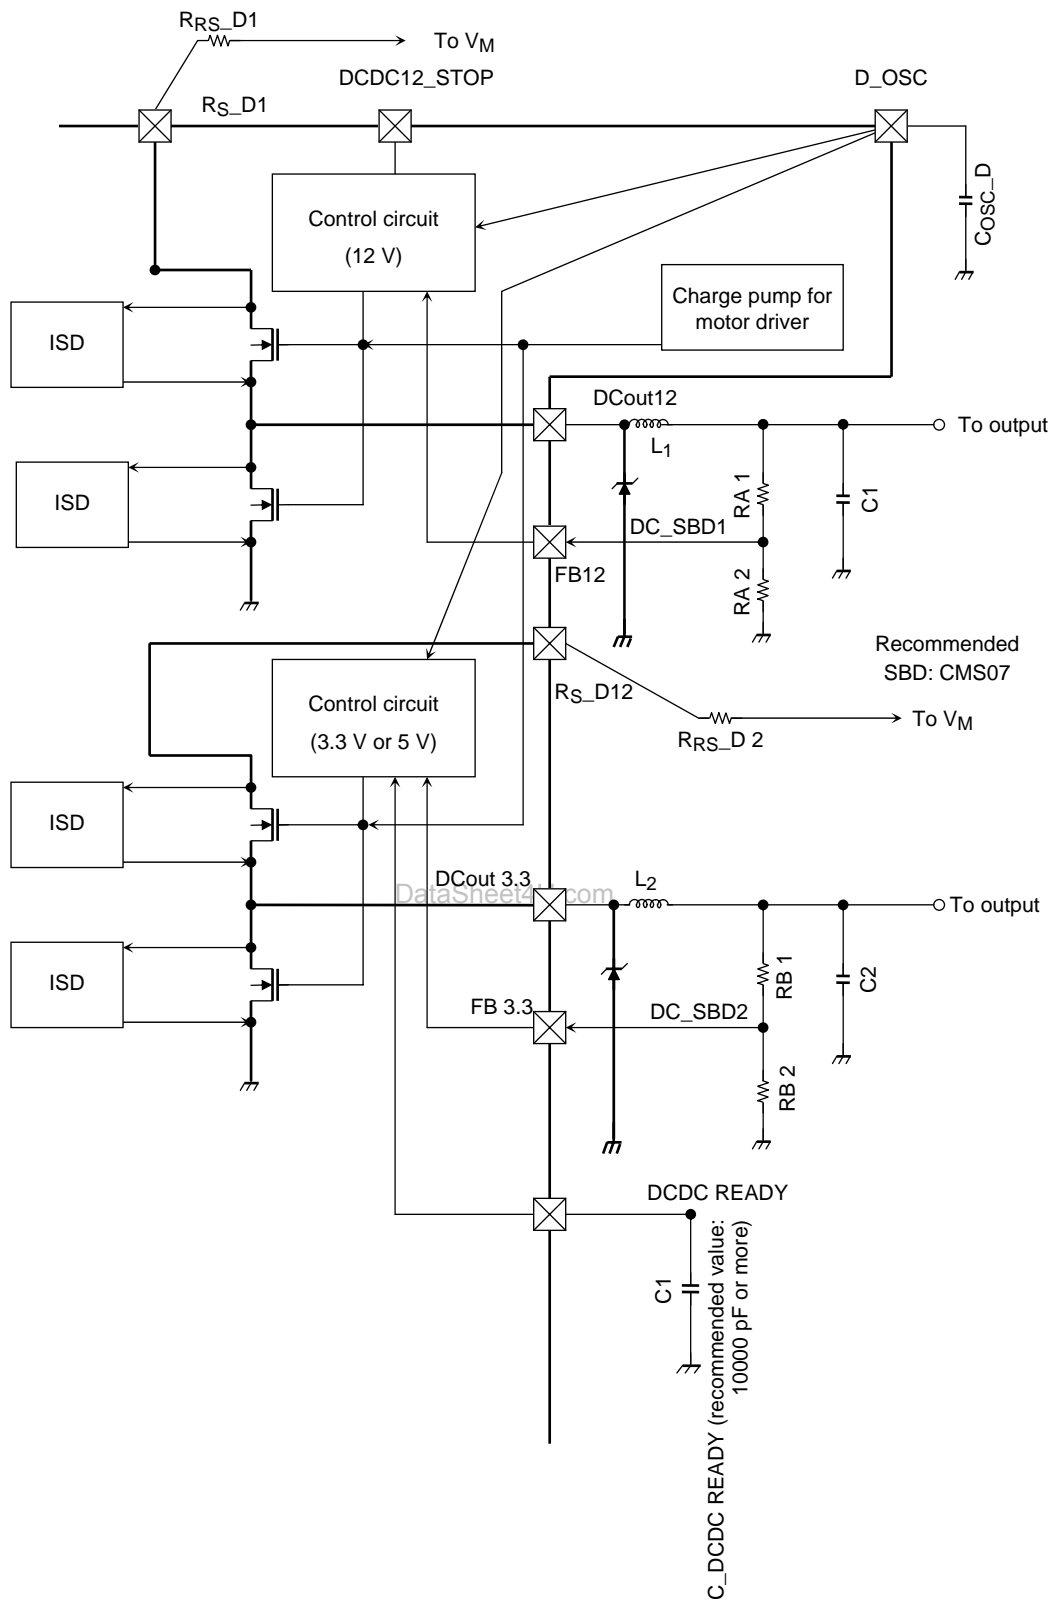 RRS_D1
To VM
DCDC12_STOP
D_OSC
RS_D1
COSC_D
Control circuit
(12 V)
Charge pump for
motor driver
ISD
DCout12
L1
To output
RA 1
C1
ISD
DC_SBD1
FB12
RA 2
Recommended
SBD: CMS07
RS_D12
Control circuit
(3.3 V or 5 V)
To VM
RRS_D 2
ISD
DCout 3.3
L2
To output
DataSheet4U.com
RB 1
C2
ISD
FB 3.3
DC_SBD2
RB 2
DCDC READY
C1
C_DCDC READY (recommended value:
10000 pF or more)